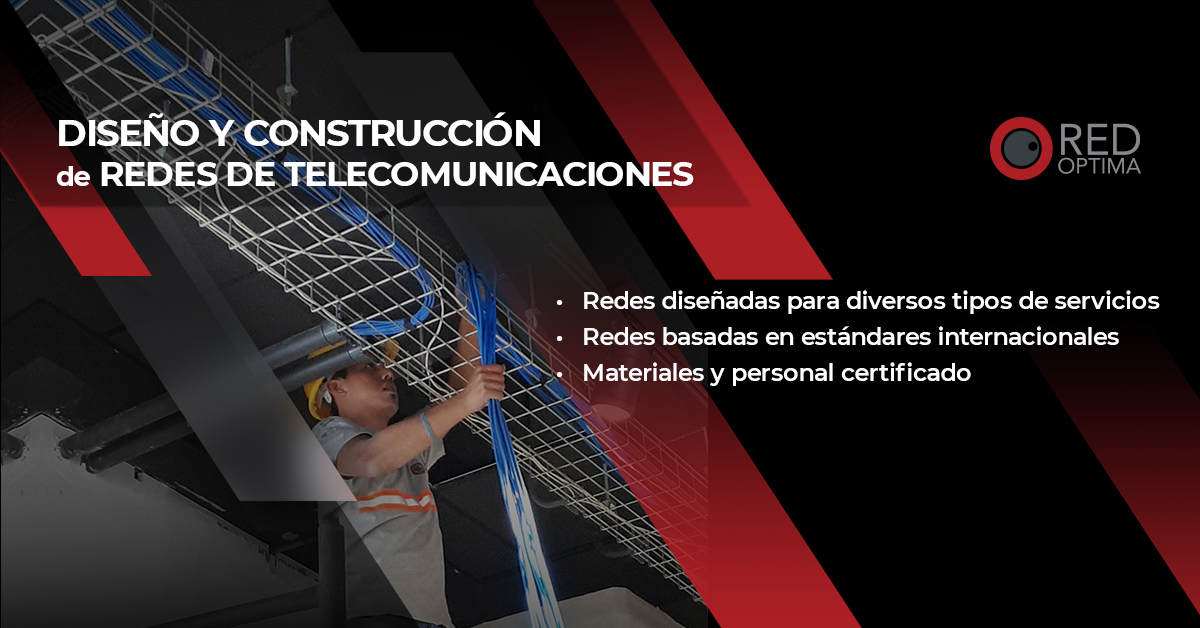 DISEÑO Y CONSTRUCCIÓN
de REDES DE TELECOMUNICACIONES
RED
OPTIMA
• Redes diseñadas para diversos tipos de servicios
• Redes basadas en estándares internacionales
• Materiales y personal certificado